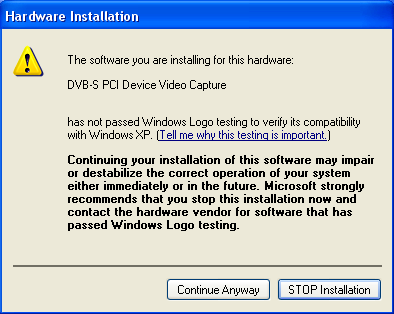 Hardware Installation
The software you are installing for this hardware:
DVB-S PCI Device Video Capture
has not passed Windows Logo testing to verify its compatibility
with Windows XP. (Tell me why this testing is important.)
Continuing your installation of this software may impair
or destabilize the correct operation of your system
either immediately or in the future. Microsoft strongly
recommends that you stop this installation now and
contact the hardware vendor for software that has
passed Windows Logo testing.
Continue Anyway
STOP Installation